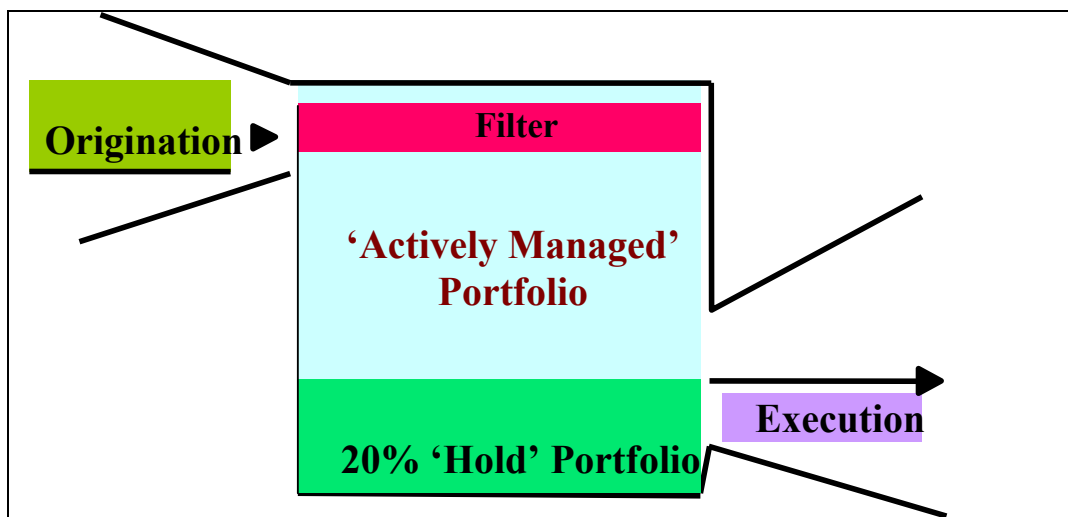 Filter
Origination
‘Actively Managed’
Portfolio
Execution
20% ‘Hold’ Portfolio